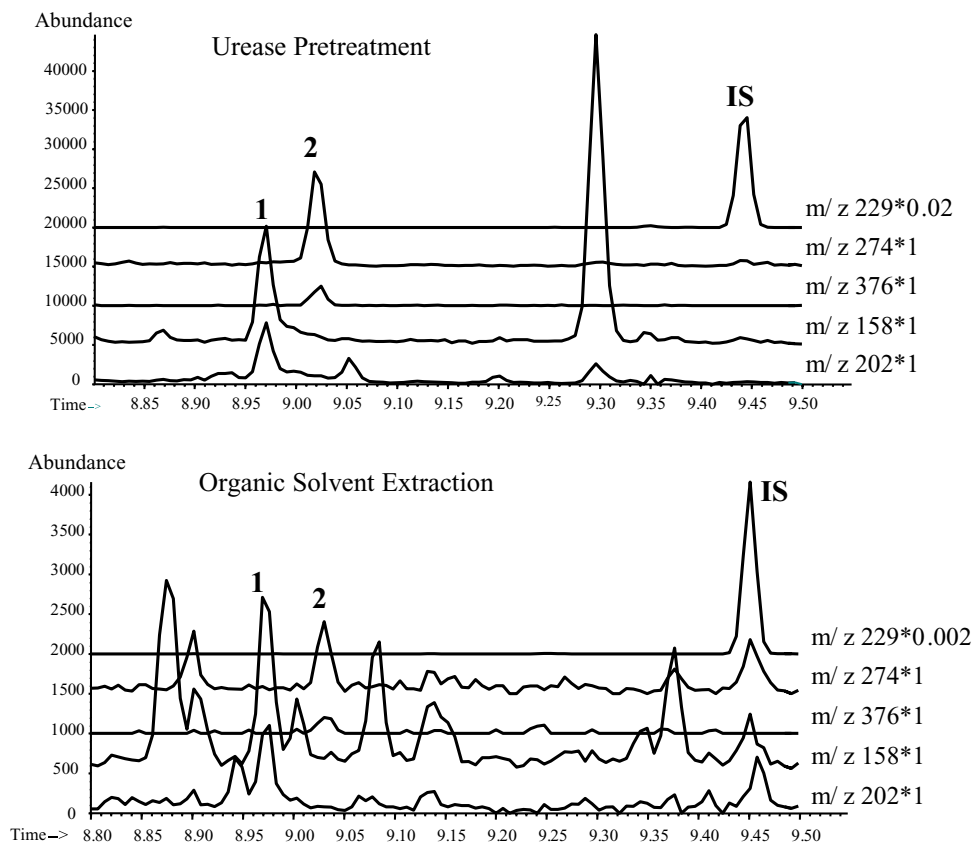 Abundance
Urease Pretreatment
40000
35000
IS
30000
2
25000
1
m/z 229*0.02
20000
m/z 274*1
15000
m/z 376*1
10000
m/z 158*1
5000
m/z 202*1
0
Time-->
8.85 8.90 8.95 9.00 9.05 9.10 9.15 9.20 9.25 9.30 9.35 9.40 9.45 9.50
Abundance
Organic Solvent Extraction
4000
IS
3500
3000
1
2
2500
m/z 229*0.002
2000
m/z 274*1
1500
m/z 376*1
1000
m/z 158*1
500
m/z 202*1
0
Time-->
8.80 8.85 8.90 8.95 9.00 9.05 9.10 9.15 9.20 9.25 9.30 9.35 9.40 9.45 9.50